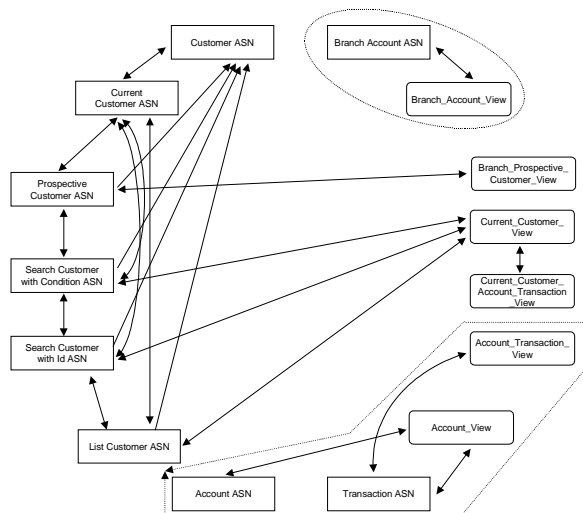 Customer ASN
Branch Account ASN
Current
Customer ASN
Branch_Account_View
Prospective
Customer ASN
Branch_Prospective_
Customer_View
Current_Customer_
View
Search Customer
with Condition ASN
Current_Customer_
Account_Transaction
_View
Search Customer
with Id ASN
Account_Transaction_
View
List Customer ASN
Account_View
Account ASN
Transaction ASN